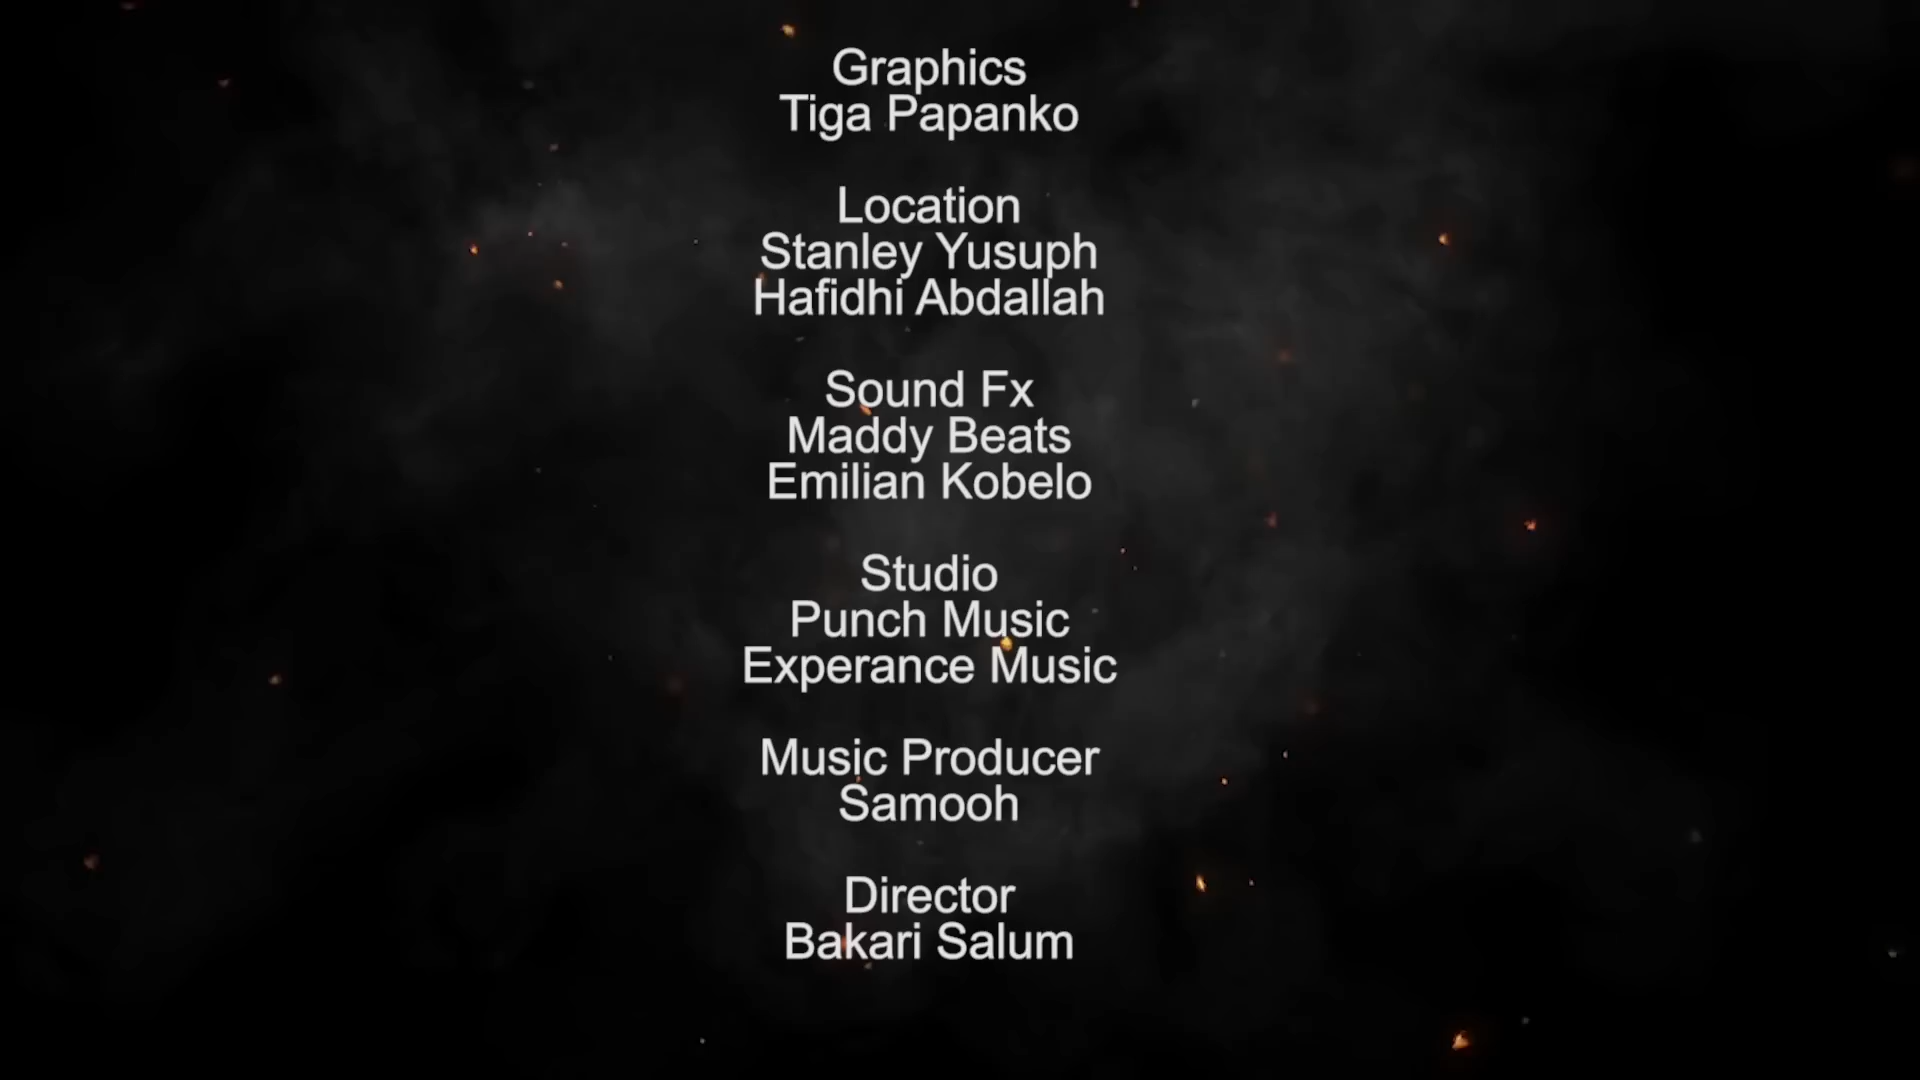 Graphics
Tiga Papanko
Location
Stanley Yusuph
Hafidhi Abdallah
Sound Fx
Maddy Beats
Emilian Kobelo
Studio
Punch Music
Experance Music
Music Producer
Samooh
Director
Bakari Salum